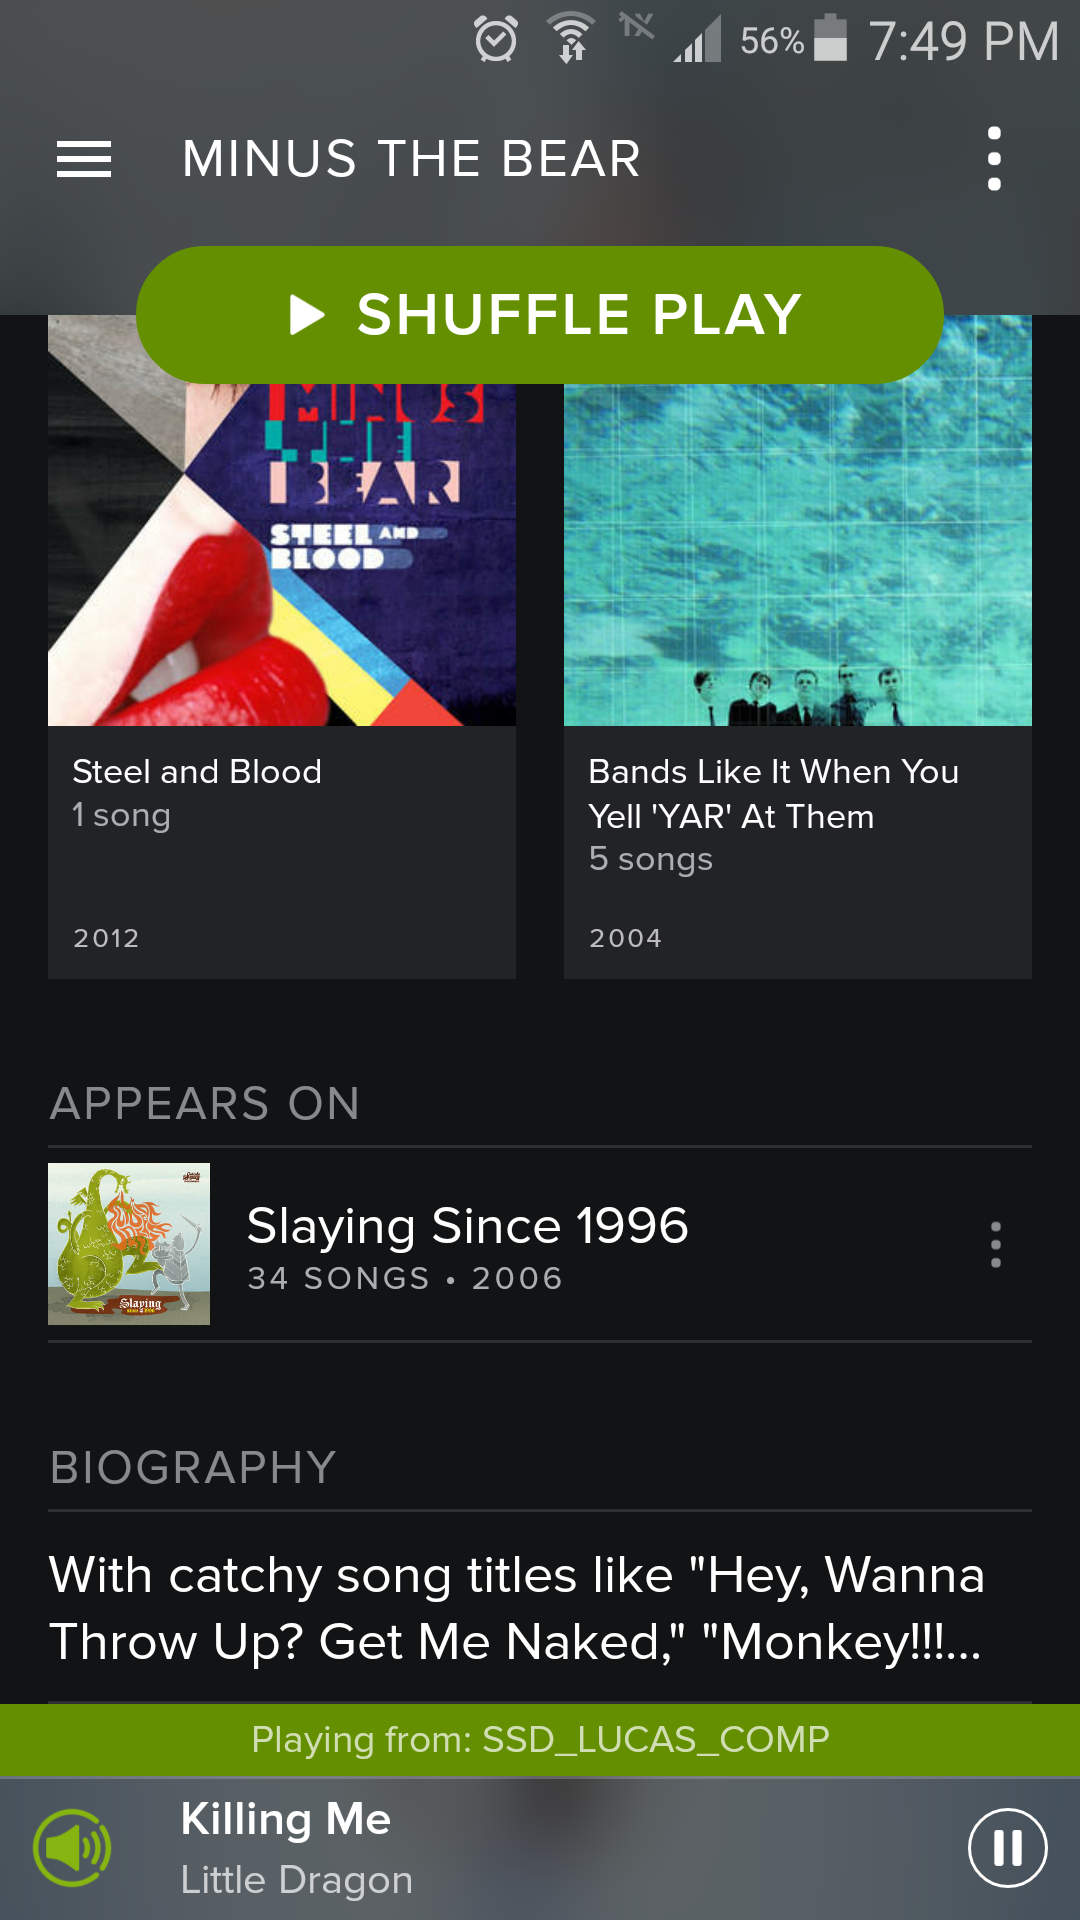 56% 7:49 PM
MINUS THE BEAR
SHUFFLE PLAY
MINUS
THE
BEAR
STEEL AND
BLOOD
Steel and Blood
1 song
2012
Bands Like It When You
Yell 'YAR' At Them
5 songs
2004
APPEARS ON
Slaying
since 1996
Slaying Since 1996
34 SONGS • 2006
BIOGRAPHY
With catchy song titles like "Hey, Wanna
Throw Up? Get Me Naked," "Monkey!!!...
Playing from: SSD_LUCAS_COMP
Killing Me
Little Dragon